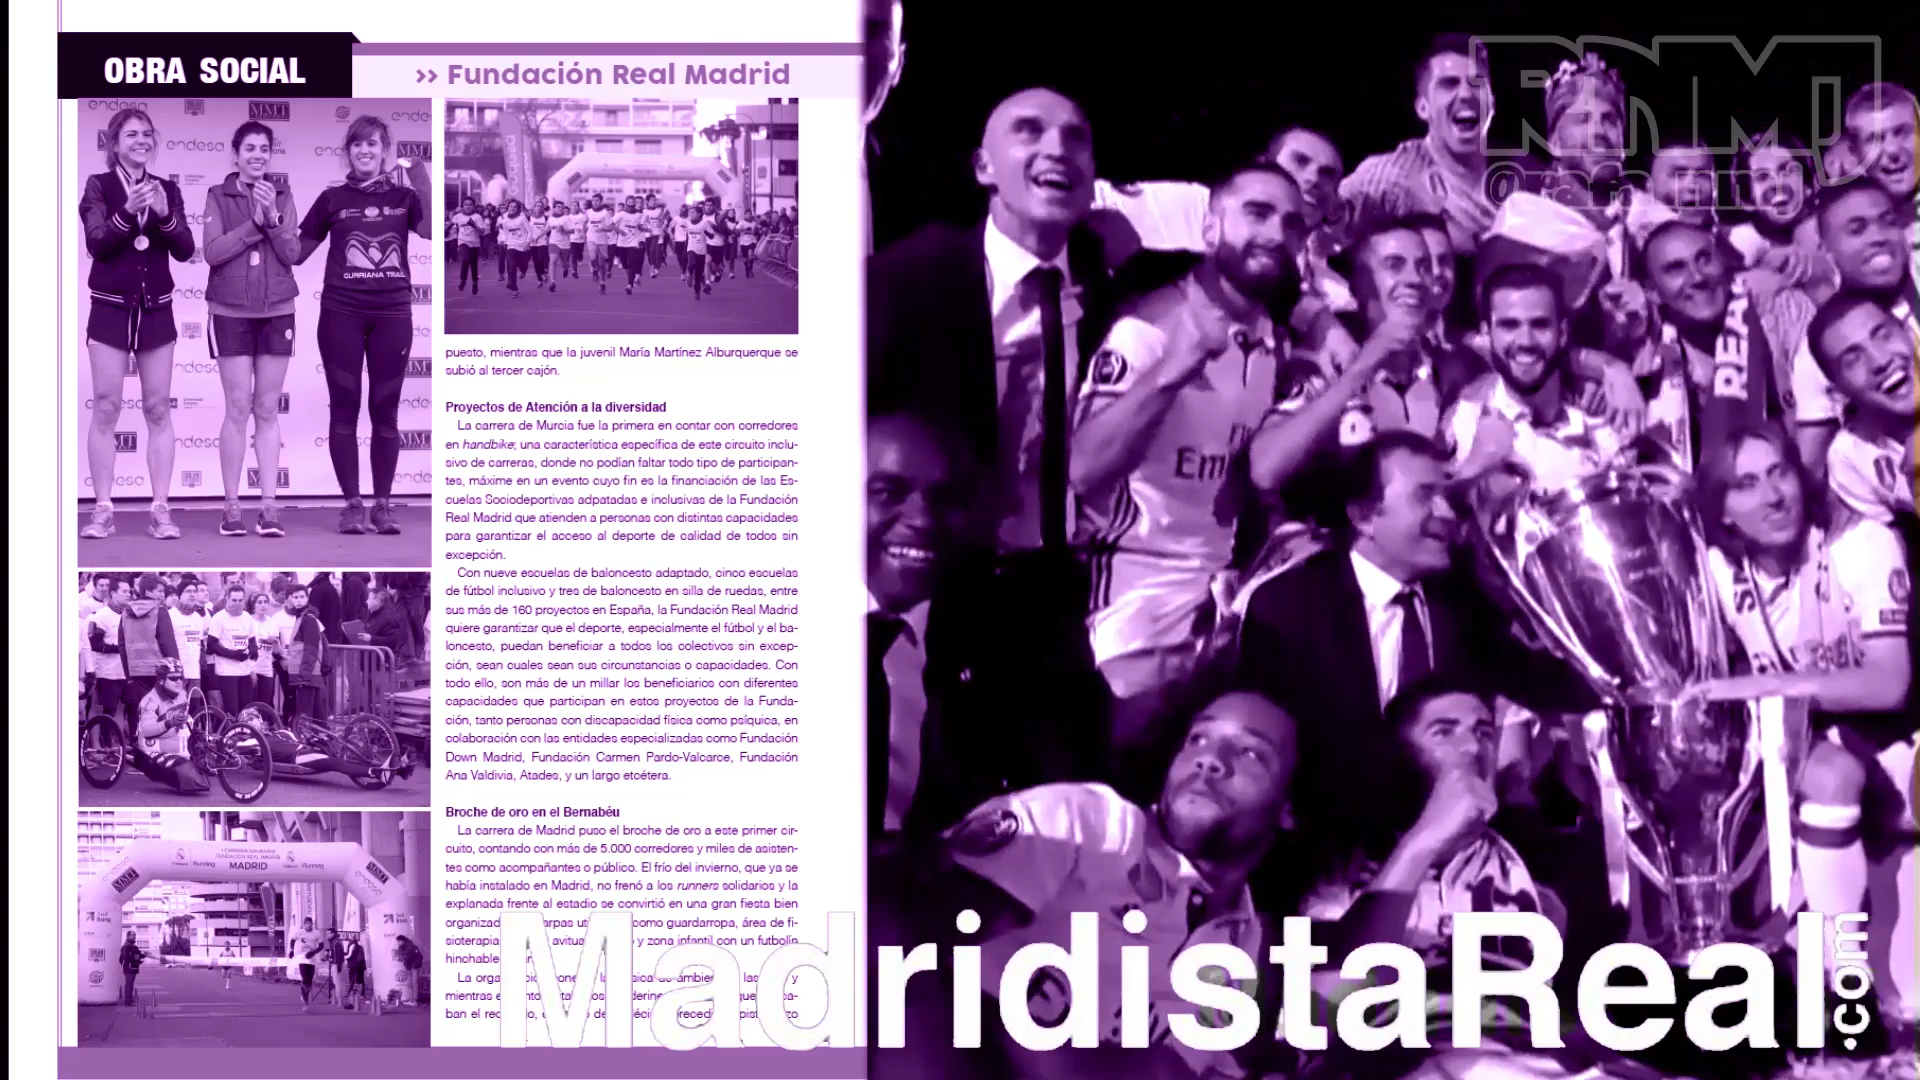 OBRA SOCIAL
>> Fundación Real Madrid
RnMj
@rafa_nmj
endesa
MMT
CURRIANA TRAIL
puesto, mientras que la juvenil María Martínez Alburquerque se
subió al tercer cajón.
Proyectos de Atención a la diversidad
La carrera de Murcia fue la primera en contar con corredores
en handbike; una característica específica de este circuito inclu-
sivo de carreras, donde no podían faltar todo tipo de participan-
tes, máxime en un evento cuyo fin es la financiación de las Es-
cuelas Sociodeportivas adpatadas e inclusivas de la Fundación
Real Madrid que atienden a personas con distintas capacidades
para garantizar el acceso al deporte de calidad de todos sin
excepción.
Con nueve escuelas de baloncesto adaptado, cinco escuelas
de fútbol inclusivo y tres de baloncesto en silla de ruedas, entre
sus más de 160 proyectos en España, la Fundación Real Madrid
quiere garantizar que el deporte, especialmente el fútbol y el ba-
loncesto, puedan beneficiar a todos los colectivos sin excep-
ción, sean cuales sean sus circunstancias o capacidades. Con
todo ello, son más de un millar los beneficiarios con diferentes
capacidades que participan en estos proyectos de la Funda-
ción, tanto personas con discapacidad física como psíquica, en
colaboración con las entidades especializadas como Fundación
Down Madrid, Fundación Carmen Pardo-Valcarce, Fundación
Ana Valdivia, Atades, y un largo etcétera.
Broche de oro en el Bernabéu
La carrera de Madrid puso el broche de oro a este primer cir-
cuito, contando con más de 5.000 corredores y miles de asisten-
tes como acompañantes o público. El frío del invierno, que ya se
había instalado en Madrid, no frenó a los runners solidarios y la
explanada frente al estadio se convirtió en una gran fiesta bien
como guardarropa, área de fi-
sioterapia y zona infantil con un futbolín
hinchable
La
mientras
ban el
MADRID
MadridistaReal
.com